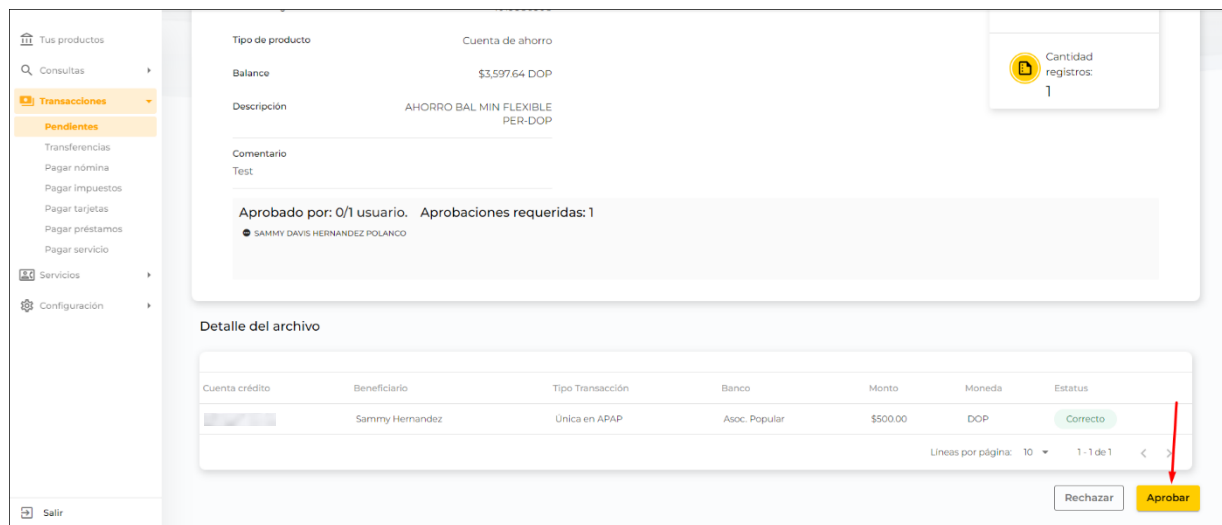 Tus productos
Consultas
Transacciones
Pendientes
Transferencias
Pagar nómina
Pagar impuestos
Pagar tarjetas
Pagar préstamos
Pagar servicio
Servicios
Configuración
Salir
Tipo de producto Cuenta de ahorro
Balance $3,597.64 DOP
Descripción AHORRO BAL MIN FLEXIBLE
PER-DOP
Comentario
Test
Aprobado por: 0/1 usuario. Aprobaciones requeridas: 1
SAMMY DAVIS HERNANDEZ POLANCO
Cantidad
registros:
1
Detalle del archivo
Cuenta crédito Beneficiario Tipo Transacción Banco Monto Moneda Estatus
Sammy Hernandez Única en APAP Asoc. Popular $500.00 DOP Correcto
Líneas por página: 10 1 - 1 de 1
Rechazar Aprobar